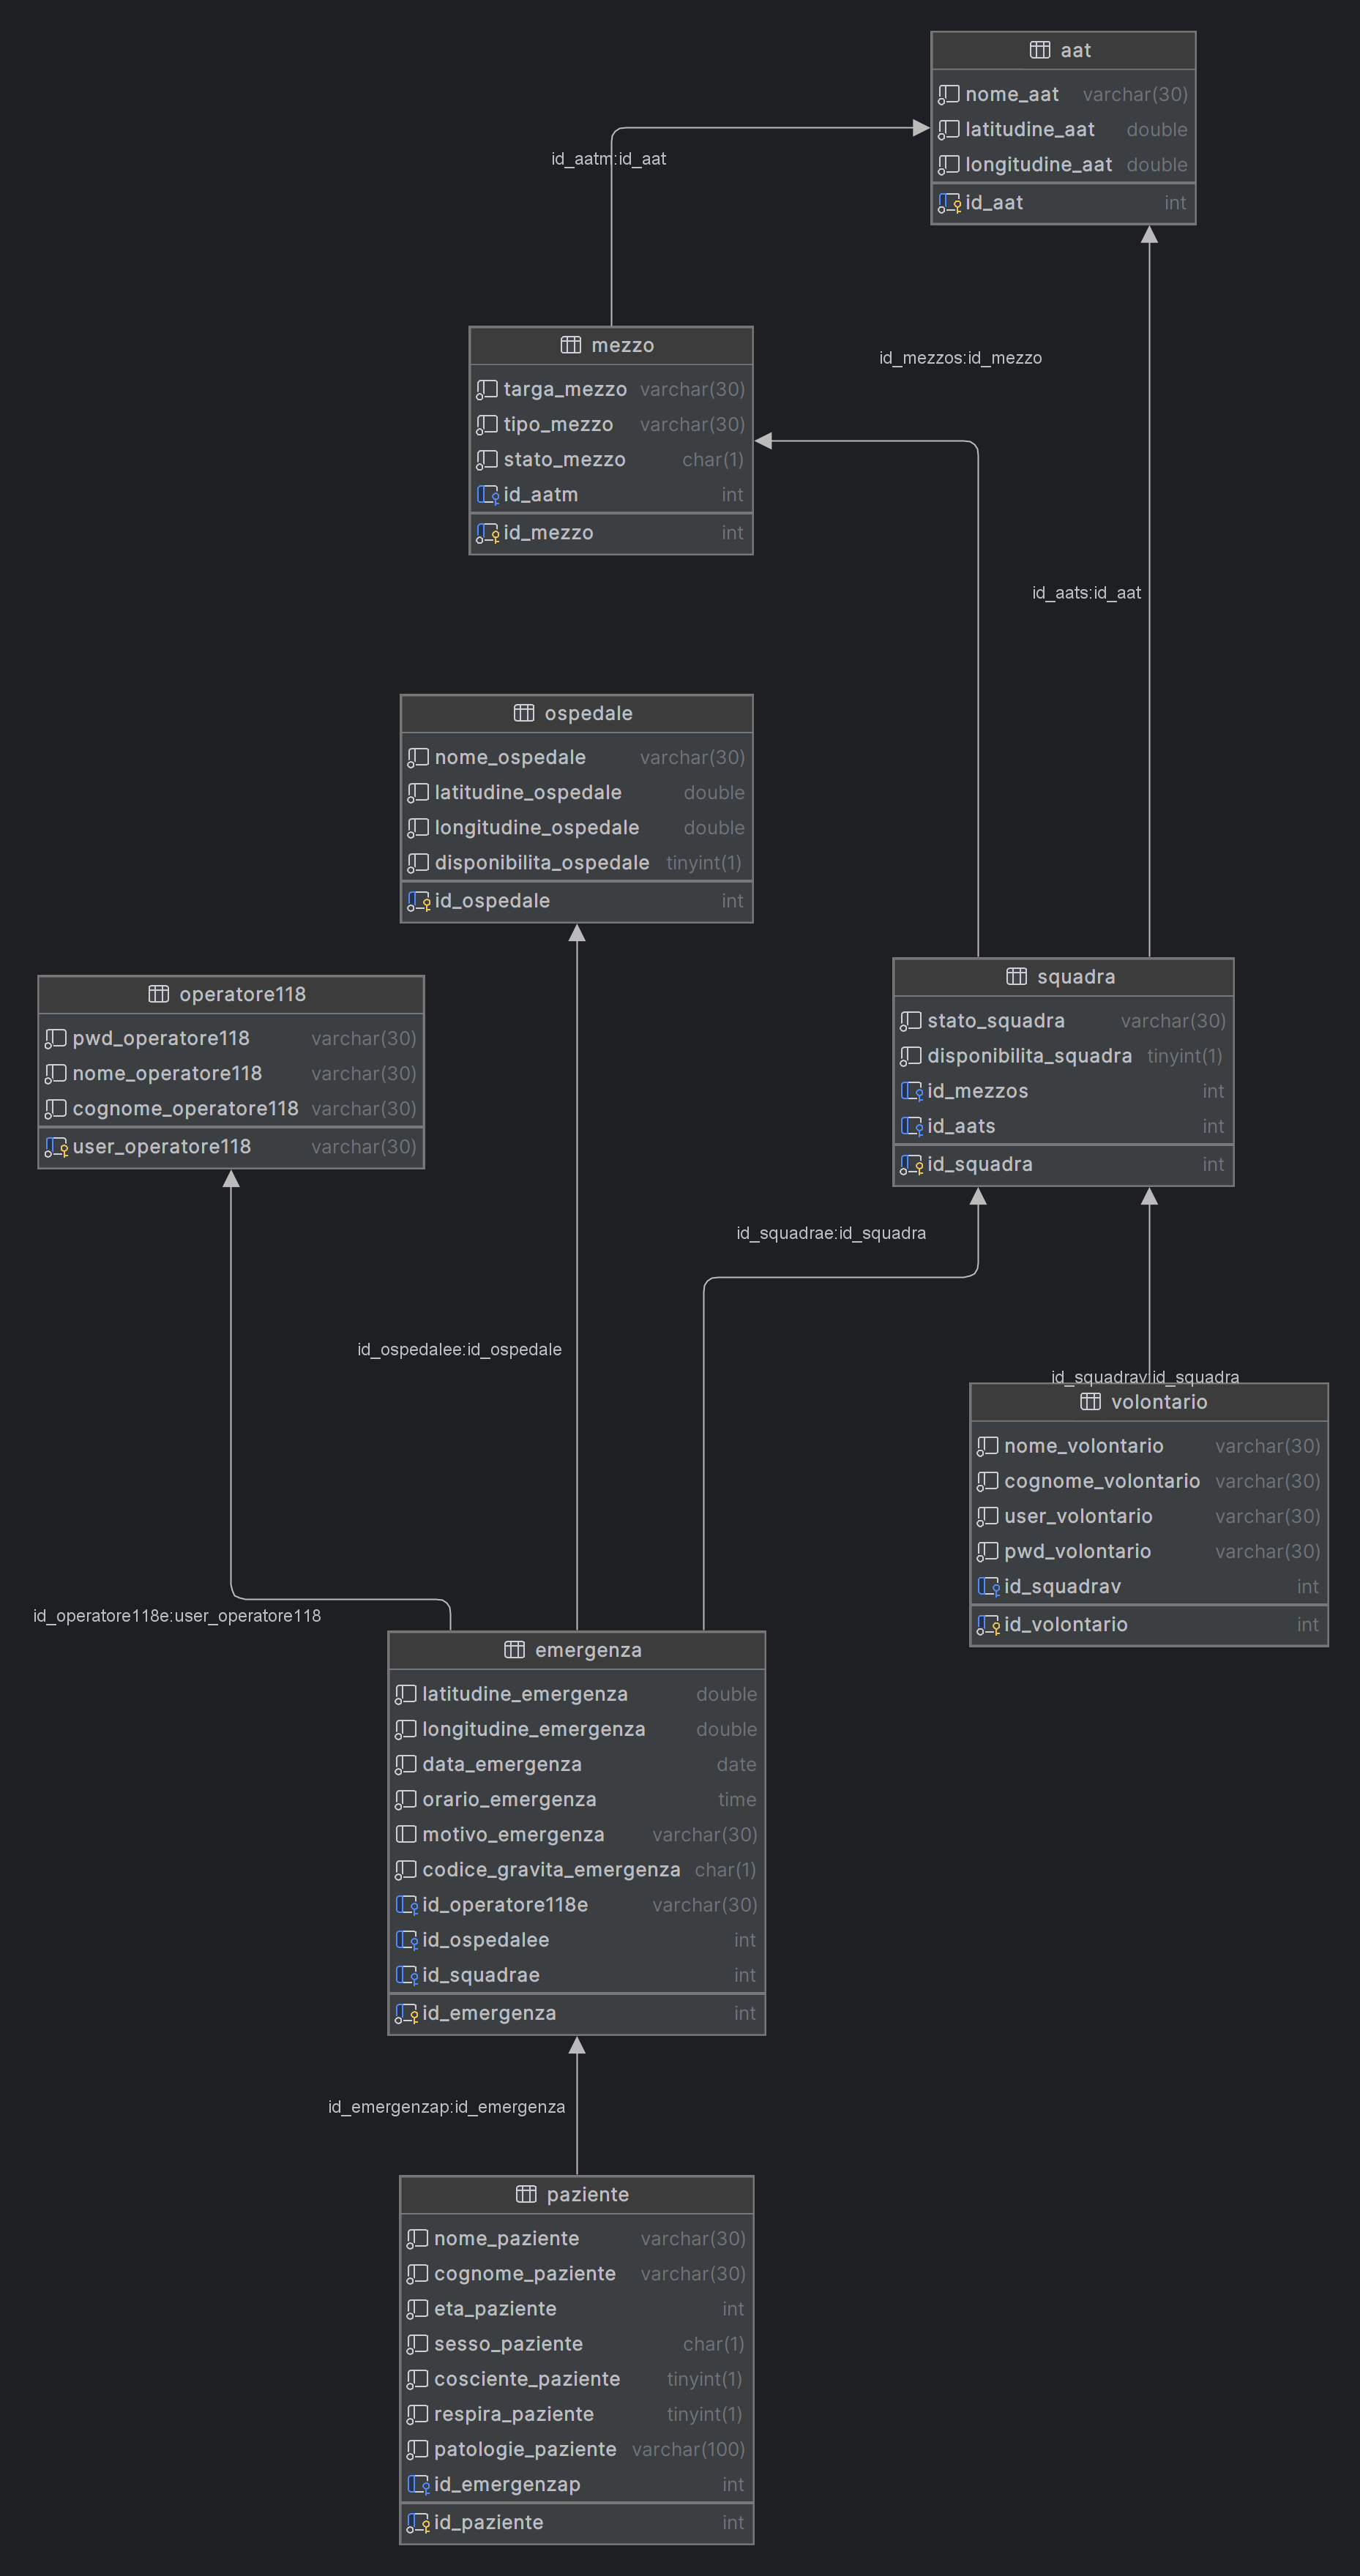 aat
nome_aat varchar(30)
latitudine_aat double
longitudine_aat double
id_aat int
id_aatm:id_aat
mezzo
targa_mezzo varchar(30)
tipo_mezzo varchar(30)
stato_mezzo char(1)
id_aatm int
id_mezzo int
id_mezzos:id_mezzo
id_aats:id_aat
ospedale
nome_ospedale varchar(30)
latitudine_ospedale double
longitudine_ospedale double
disponibilita_ospedale tinyint(1)
id_ospedale int
operatore118
pwd_operatore118 varchar(30)
nome_operatore118 varchar(30)
cognome_operatore118 varchar(30)
user_operatore118 varchar(30)
squadra
stato_squadra varchar(30)
disponibilita_squadra tinyint(1)
id_mezzos int
id_aats int
id_squadra int
id_squadrae:id_squadra
id_ospedalee:id_ospedale
id_squadrav:id_squadra
volontario
nome_volontario varchar(30)
cognome_volontario varchar(30)
user_volontario varchar(30)
pwd_volontario varchar(30)
id_squadrav int
id_volontario int
id_operatore118e:user_operatore118
emergenza
latitudine_emergenza double
longitudine_emergenza double
data_emergenza date
orario_emergenza time
motivo_emergenza varchar(30)
codice_gravita_emergenza char(1)
id_operatore118e varchar(30)
id_ospedalee int
id_squadrae int
id_emergenza int
id_emergenzap:id_emergenza
paziente
nome_paziente varchar(30)
cognome_paziente varchar(30)
eta_paziente int
sesso_paziente char(1)
cosciente_paziente tinyint(1)
respira_paziente tinyint(1)
patologie_paziente varchar(100)
id_emergenzap int
id_paziente int